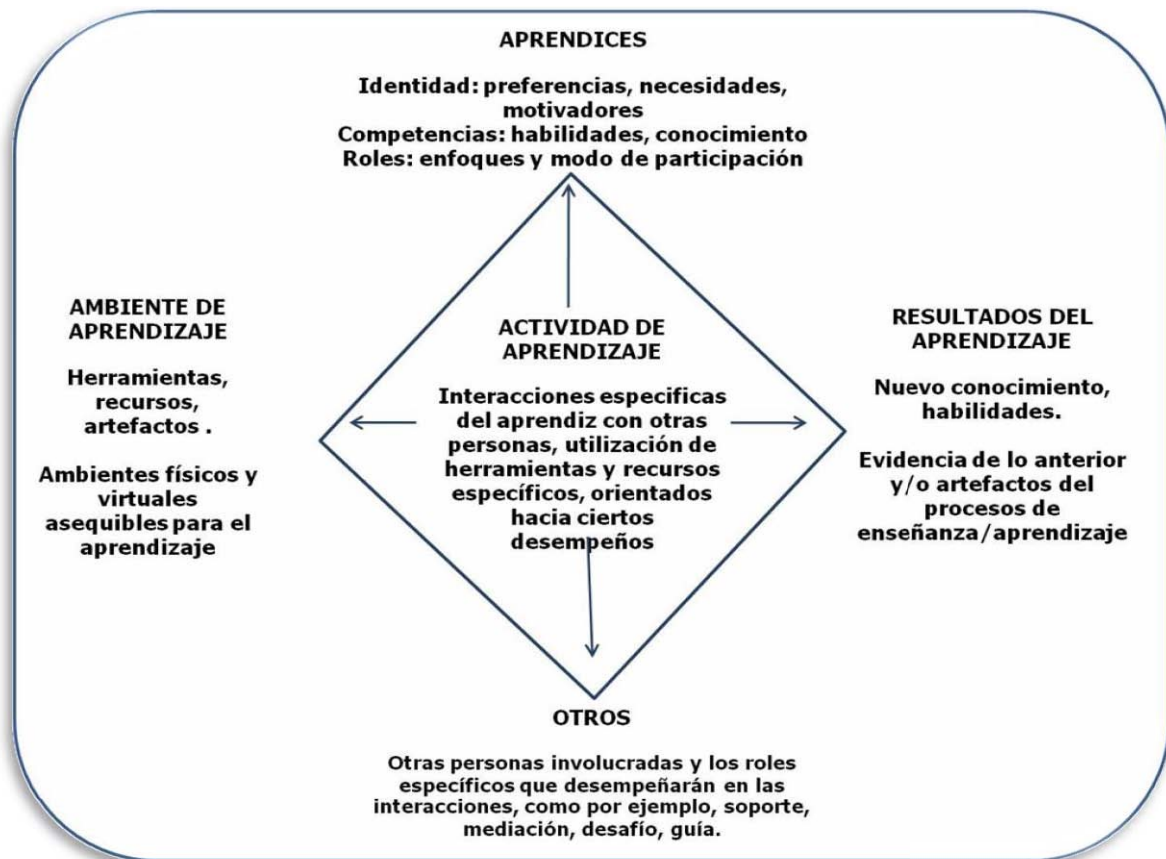 APRENDICES
Identidad: preferencias, necesidades,
motivadores
Competencias: habilidades, conocimiento
Roles: enfoques y modo de participación
AMBIENTE DE
APRENDIZAJE
Herramientas,
recursos,
artefactos .
Ambientes físicos y
virtuales
asequibles para el
aprendizaje
ACTIVIDAD DE
APRENDIZAJE
Interacciones especificas
del aprendiz con otras
personas, utilización de
herramientas y recursos
específicos, orientados
hacia ciertos
desempeños
RESULTADOS DEL
APRENDIZAJE
Nuevo conocimiento,
habilidades.
Evidencia de lo anterior
y/o artefactos del
procesos de
enseñanza/aprendizaje
OTROS
Otras personas involucradas y los roles
específicos que desempeñarán en las
interacciones, como por ejemplo, soporte,
mediación, desafío, guía.